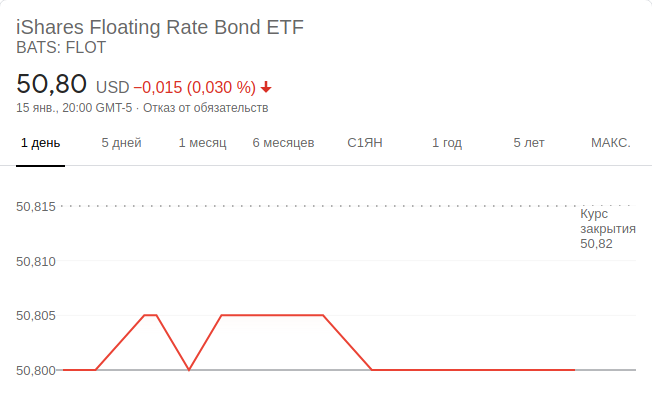 iShares Floating Rate Bond ETF
BATS: FLOT
50,80 USD −0,015 (0,030 %)
15 янв., 20:00 GMT-5 · Отказ от обязательств
1 день 5 дней 1 месяц 6 месяцев С1ЯН 1 год 5 лет МАКС.
50,815
Курс
закрытия
50,82
50,810
50,805
50,800